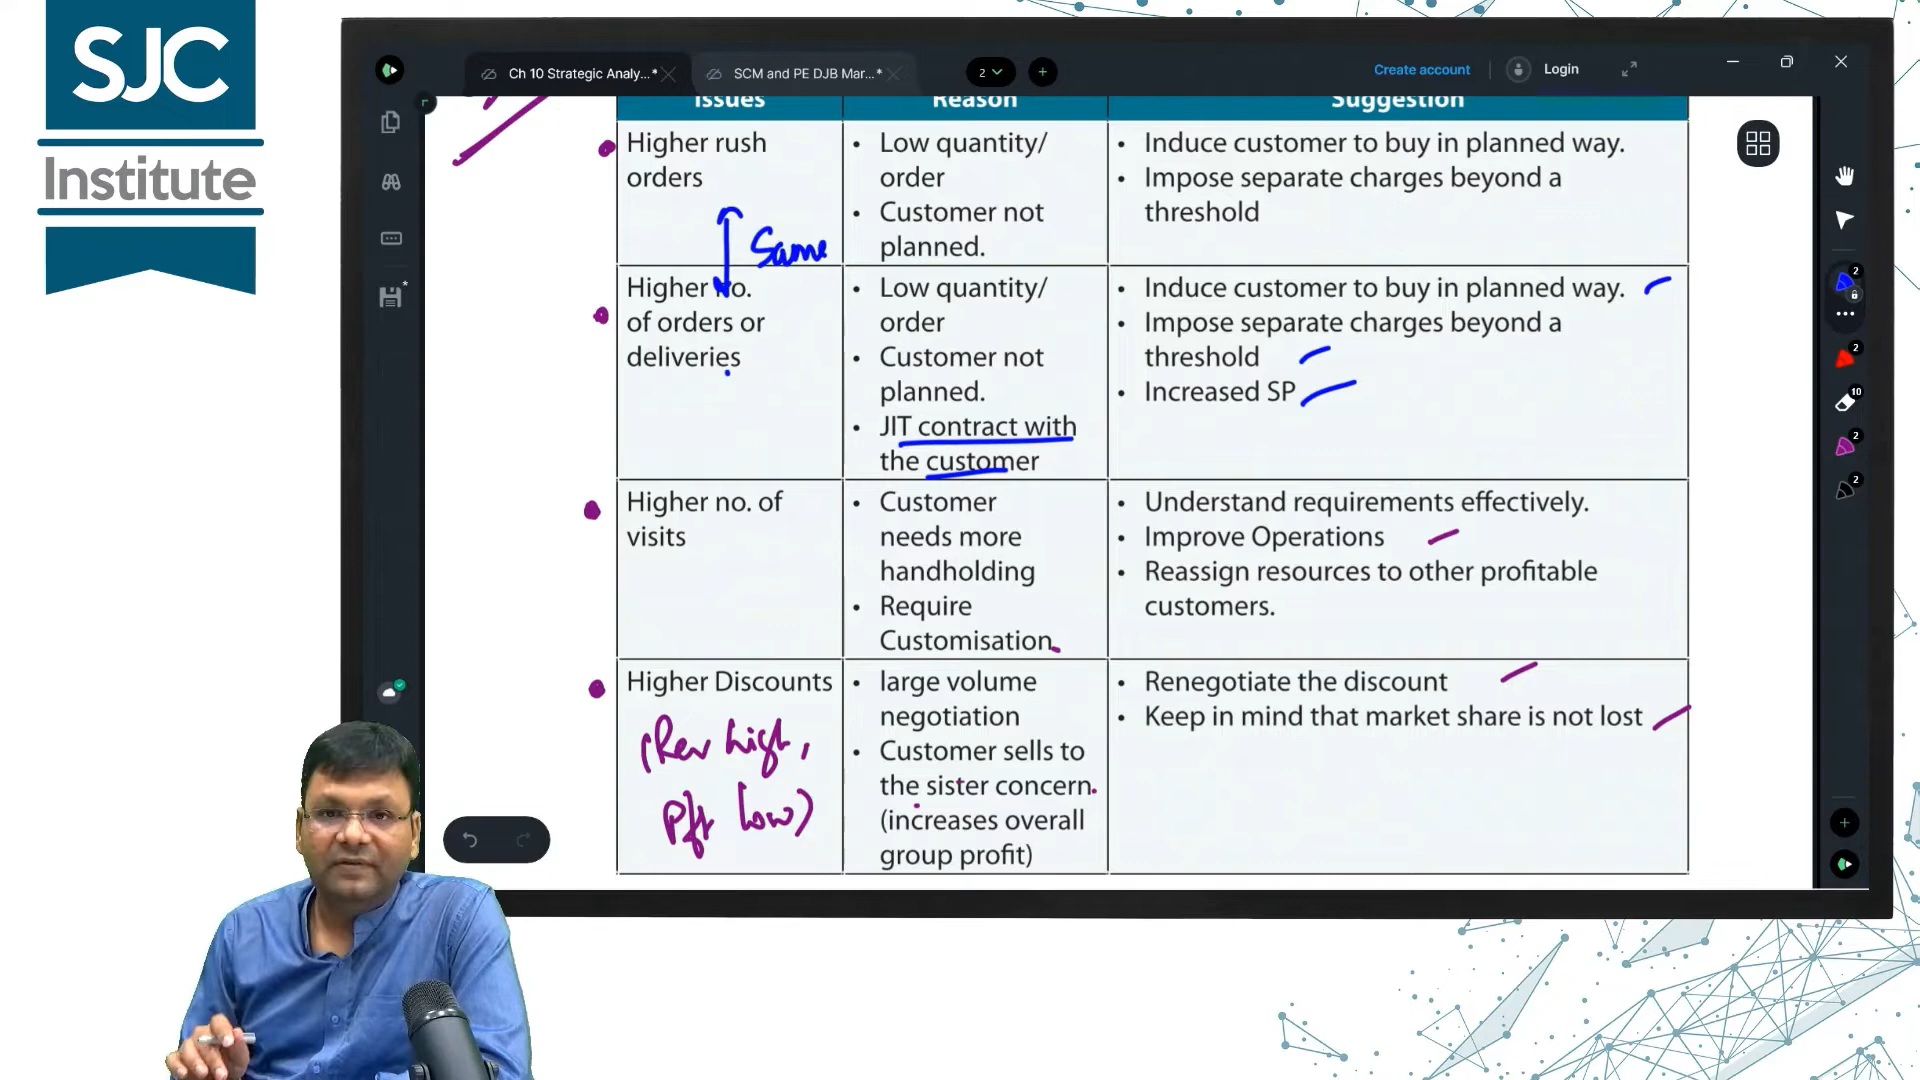 SJC
Institute
Ch 10 Strategic Analy...*
SCM and PE DJB Mar...*
2
Create account
Login
Issues
Reason
Suggestion
Higher rush
orders
• Low quantity/
order
• Customer not
planned.
• Induce customer to buy in planned way.
• Impose separate charges beyond a
threshold
Same
Higher no.
of orders or
deliveries
• Low quantity/
order
• Customer not
planned.
• JIT contract with
the customer
• Induce customer to buy in planned way.
• Impose separate charges beyond a
threshold
• Increased SP
Higher no. of
visits
• Customer
needs more
handholding
• Require
Customisation
• Understand requirements effectively.
• Improve Operations
• Reassign resources to other profitable
customers.
Higher Discounts
(Rev high,
Pft low)
• large volume
negotiation
• Customer sells to
the sister concern.
(increases overall
group profit)
• Renegotiate the discount
• Keep in mind that market share is not lost
2
2
10
2
2